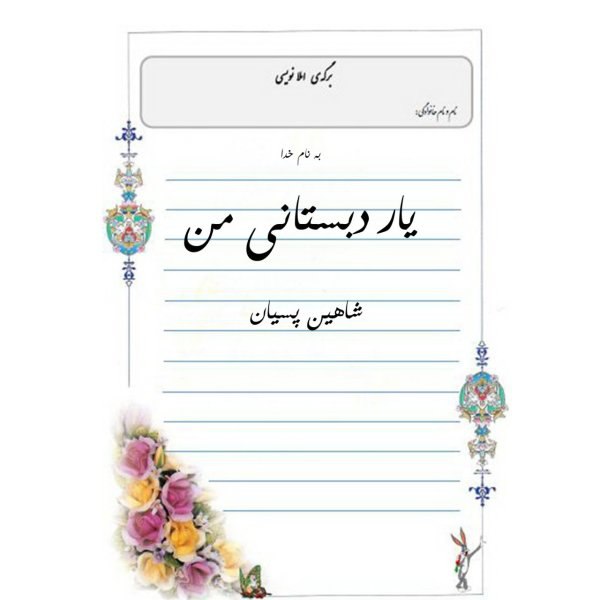 برگه‌ی املا نویسی
نام و نام خانوادگی:
به نام خدا
یار دبستانی من
شاهین پسیان